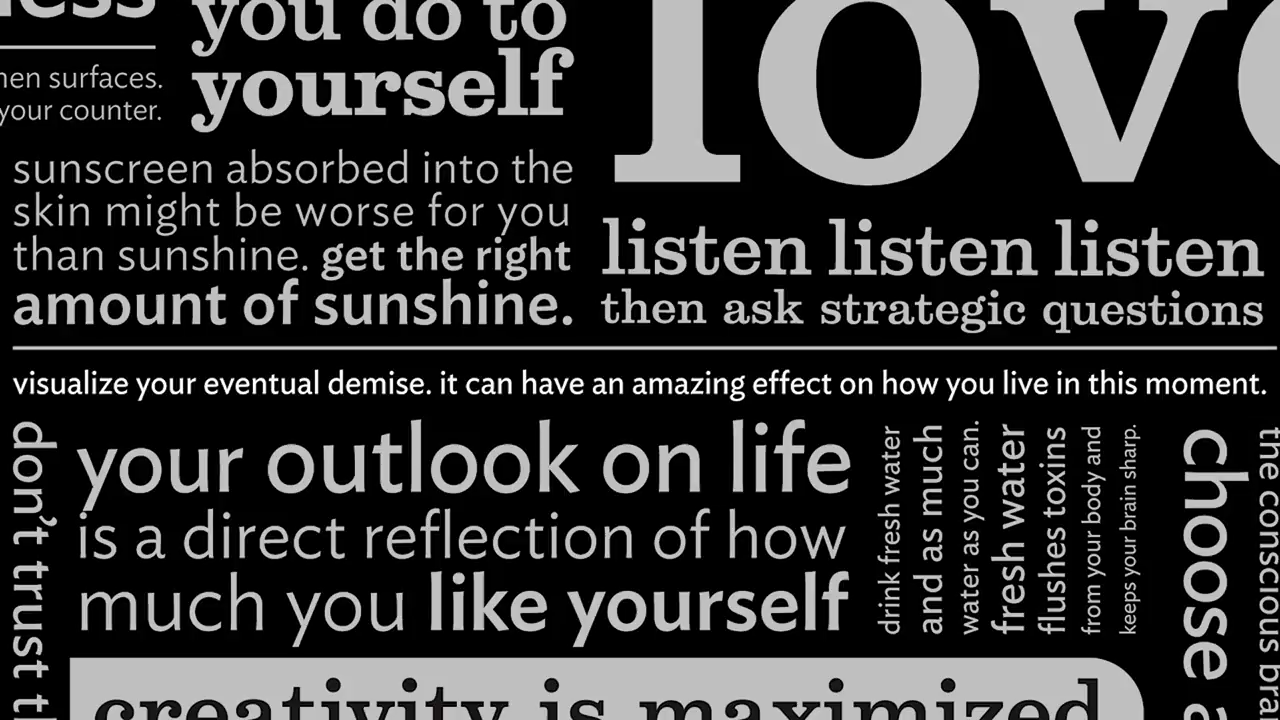 you do to
yourself
surfaces.
your counter.
sunscreen absorbed into the
skin might be worse for you
than sunshine. get the right
amount of sunshine.
love
listen listen listen
then ask strategic questions
visualize your eventual demise. it can have an amazing effect on how you live in this moment.
don't trust
your outlook on life
is a direct reflection of how
much you like yourself
drink fresh water
and as much
water as you can.
fresh water
flushes toxins
from your body and
keeps your brain sharp.
choose
the conscious
creativity is maximized